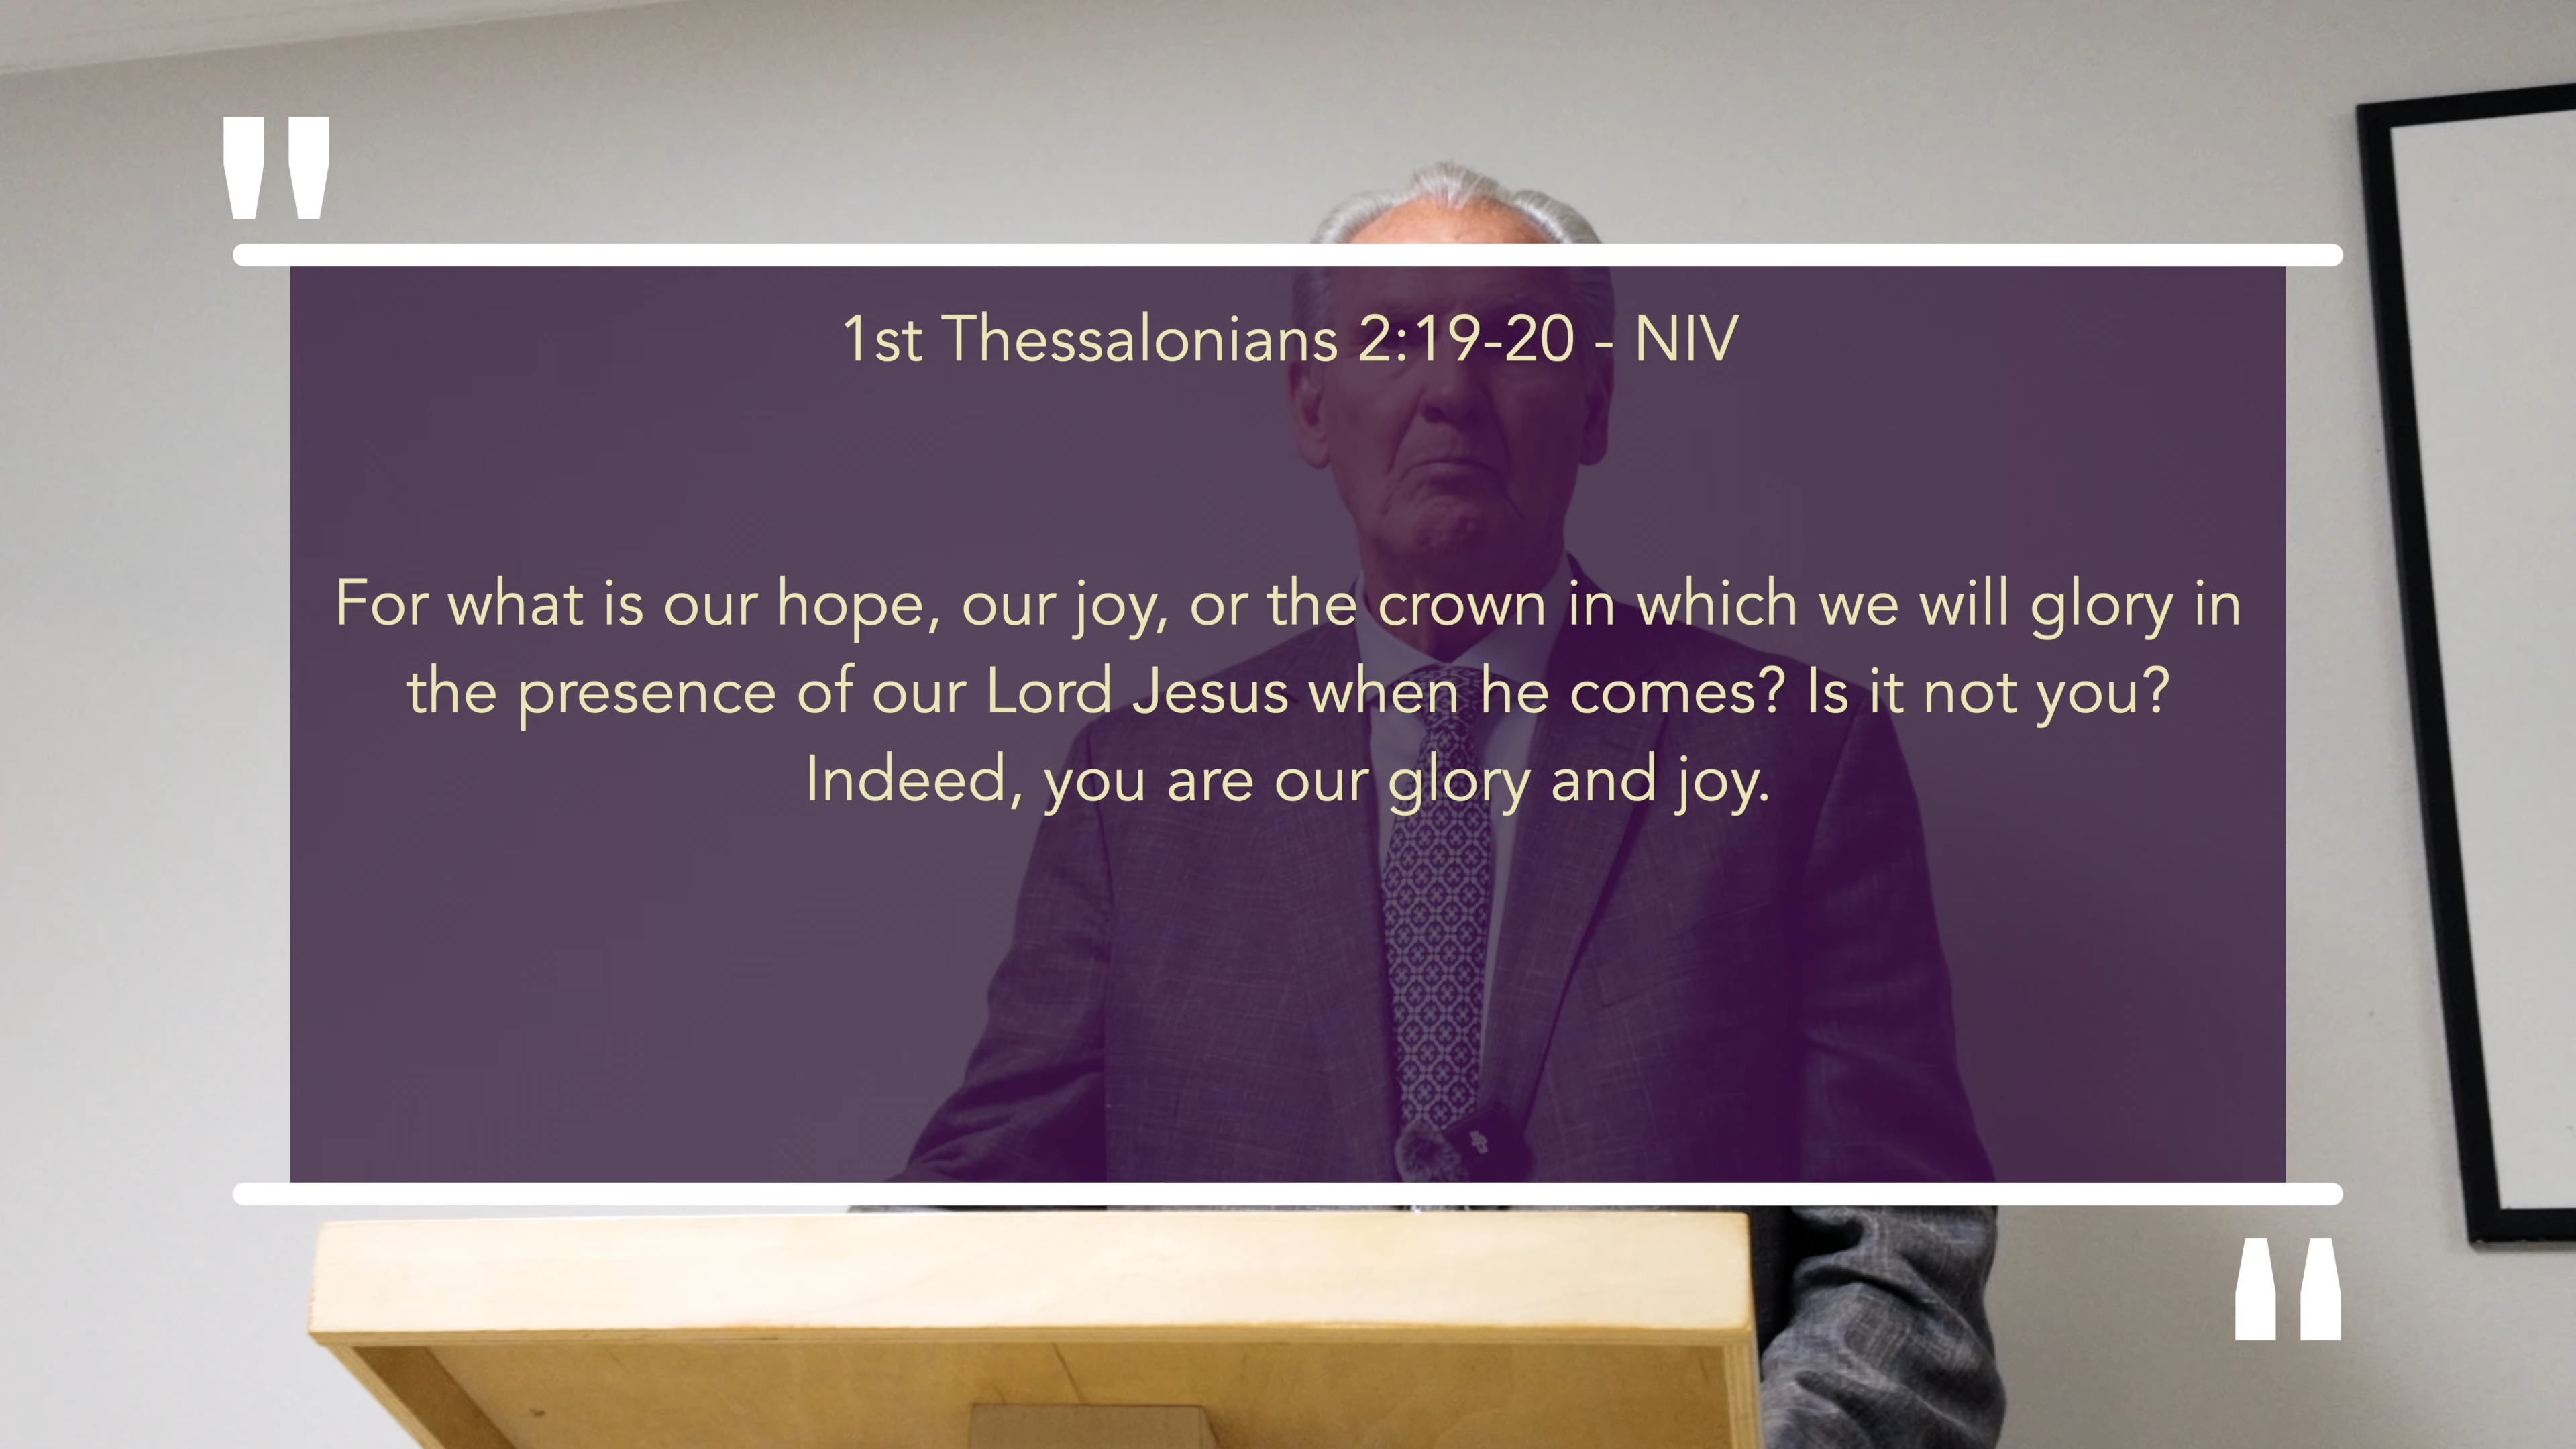 "
1st Thessalonians 2:19-20 - NIV
For what is our hope, our joy, or the crown in which we will glory in
the presence of our Lord Jesus when he comes? Is it not you?
Indeed, you are our glory and joy.
"